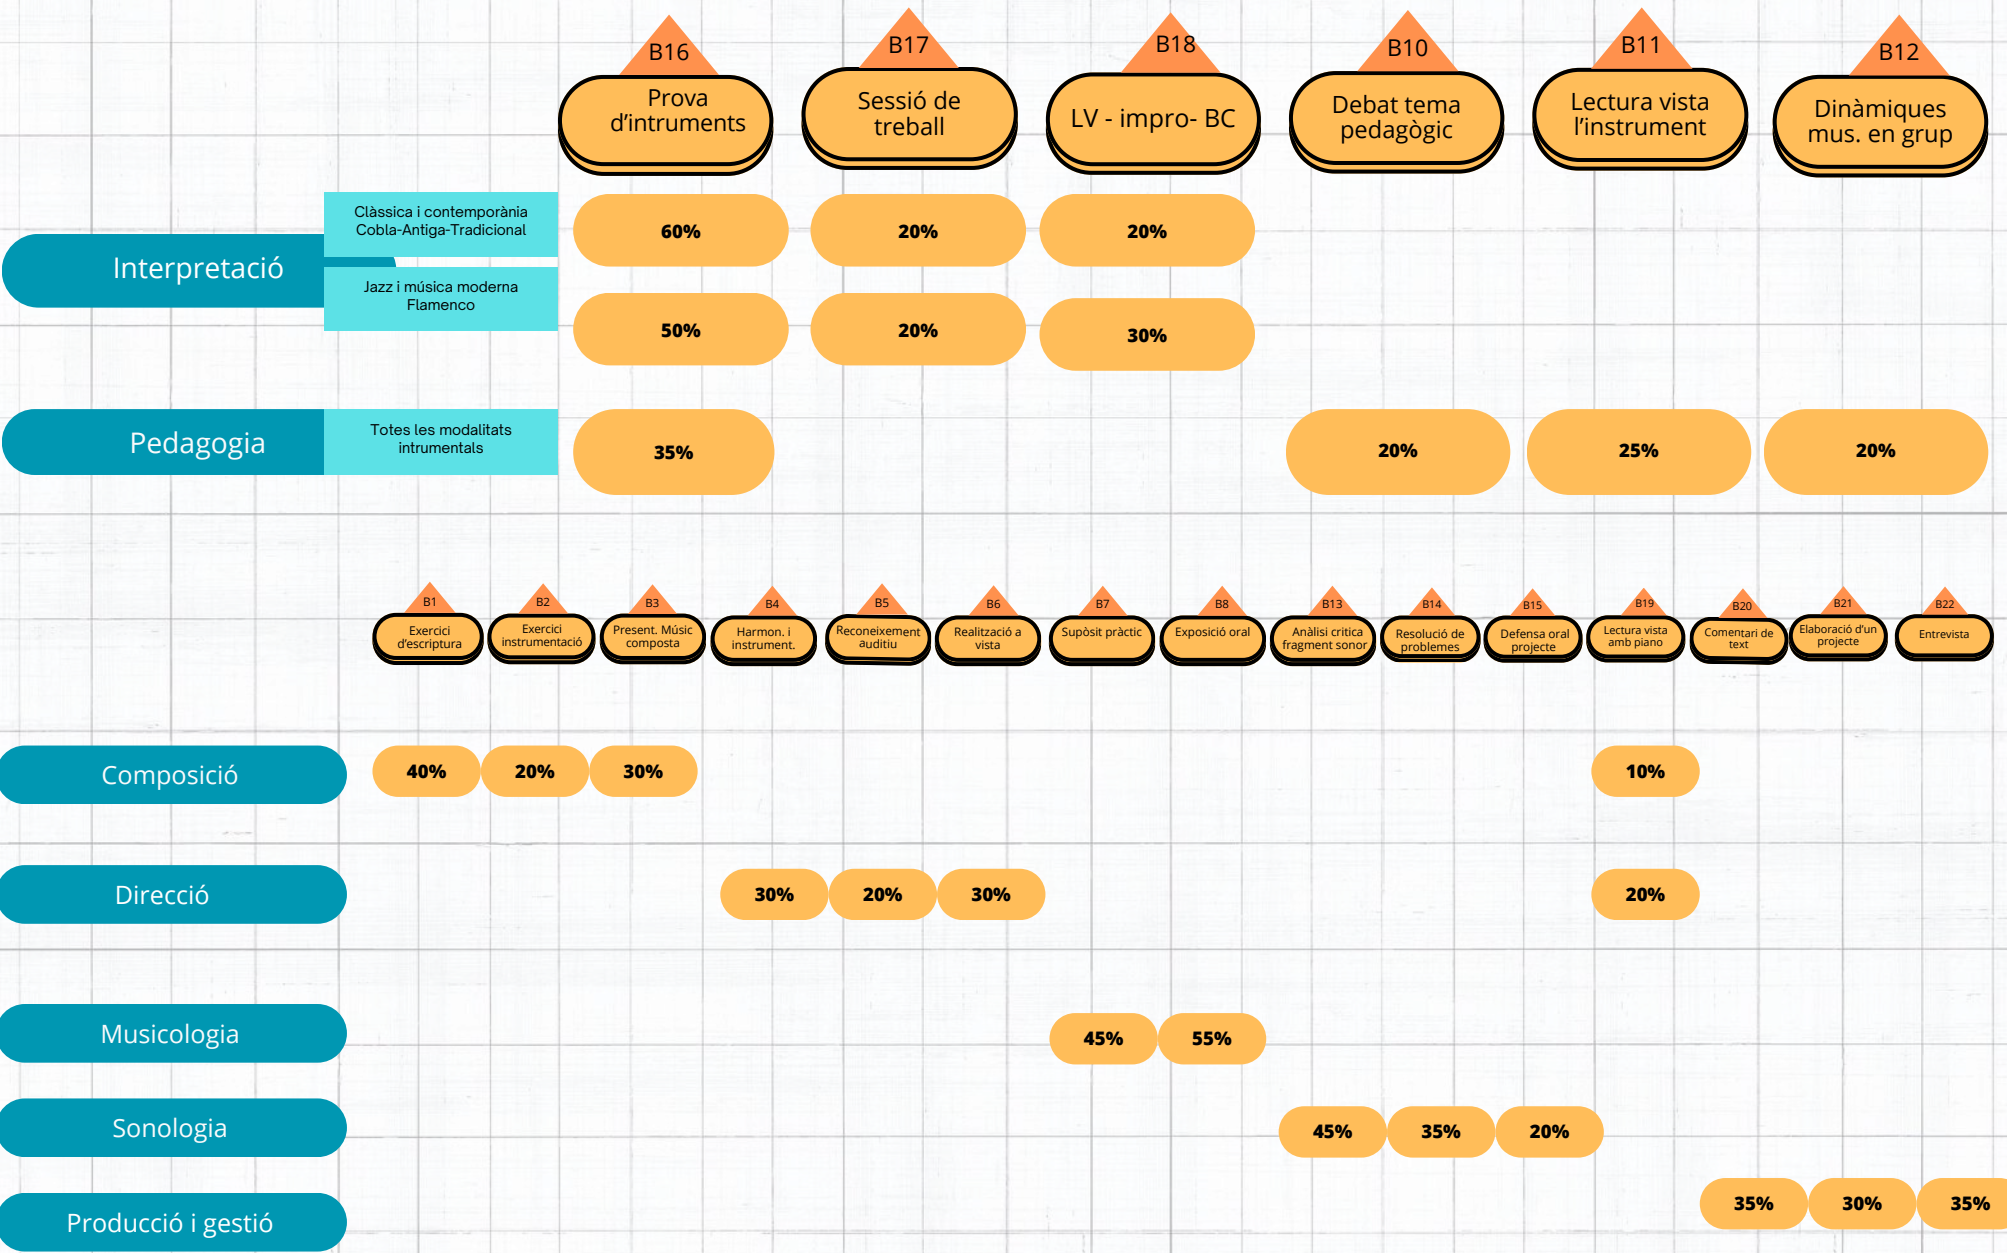 B16
B17
B18
B10
B11
B12
Prova
d'intruments
Sessió de
treball
LV - impro- BC
Debat tema
pedagògic
Lectura vista
l'instrument
Dinàmiques
mus. en grup
Interpretació
Clàssica i contemporània
Cobla-Antiga-Tradicional
60%
20%
20%
Jazz i música moderna
Flamenco
50%
20%
30%
Pedagogia
Totes les modalitats
intrumentals
35%
20%
25%
20%
B1
B2
B3
B4
B5
B6
B7
B8
B13
B14
B15
B19
B20
B21
B22
Exercici
d'escriptura
Exercici
instrumentació
Present. Músic
composta
Harmon. i
instrument.
Reconeixement
auditiu
Realització a
vista
Supòsit pràctic
Exposició oral
Anàlisi critica
fragment sonor
Resolució de
problemes
Defensa oral
projecte
Lectura vista
amb piano
Comentari de
text
Elaboració d'un
projecte
Entrevista
Composició
40%
20%
30%
10%
Direcció
30%
20%
30%
20%
Musicologia
45%
55%
Sonologia
45%
35%
20%
Producció i gestió
35%
30%
35%